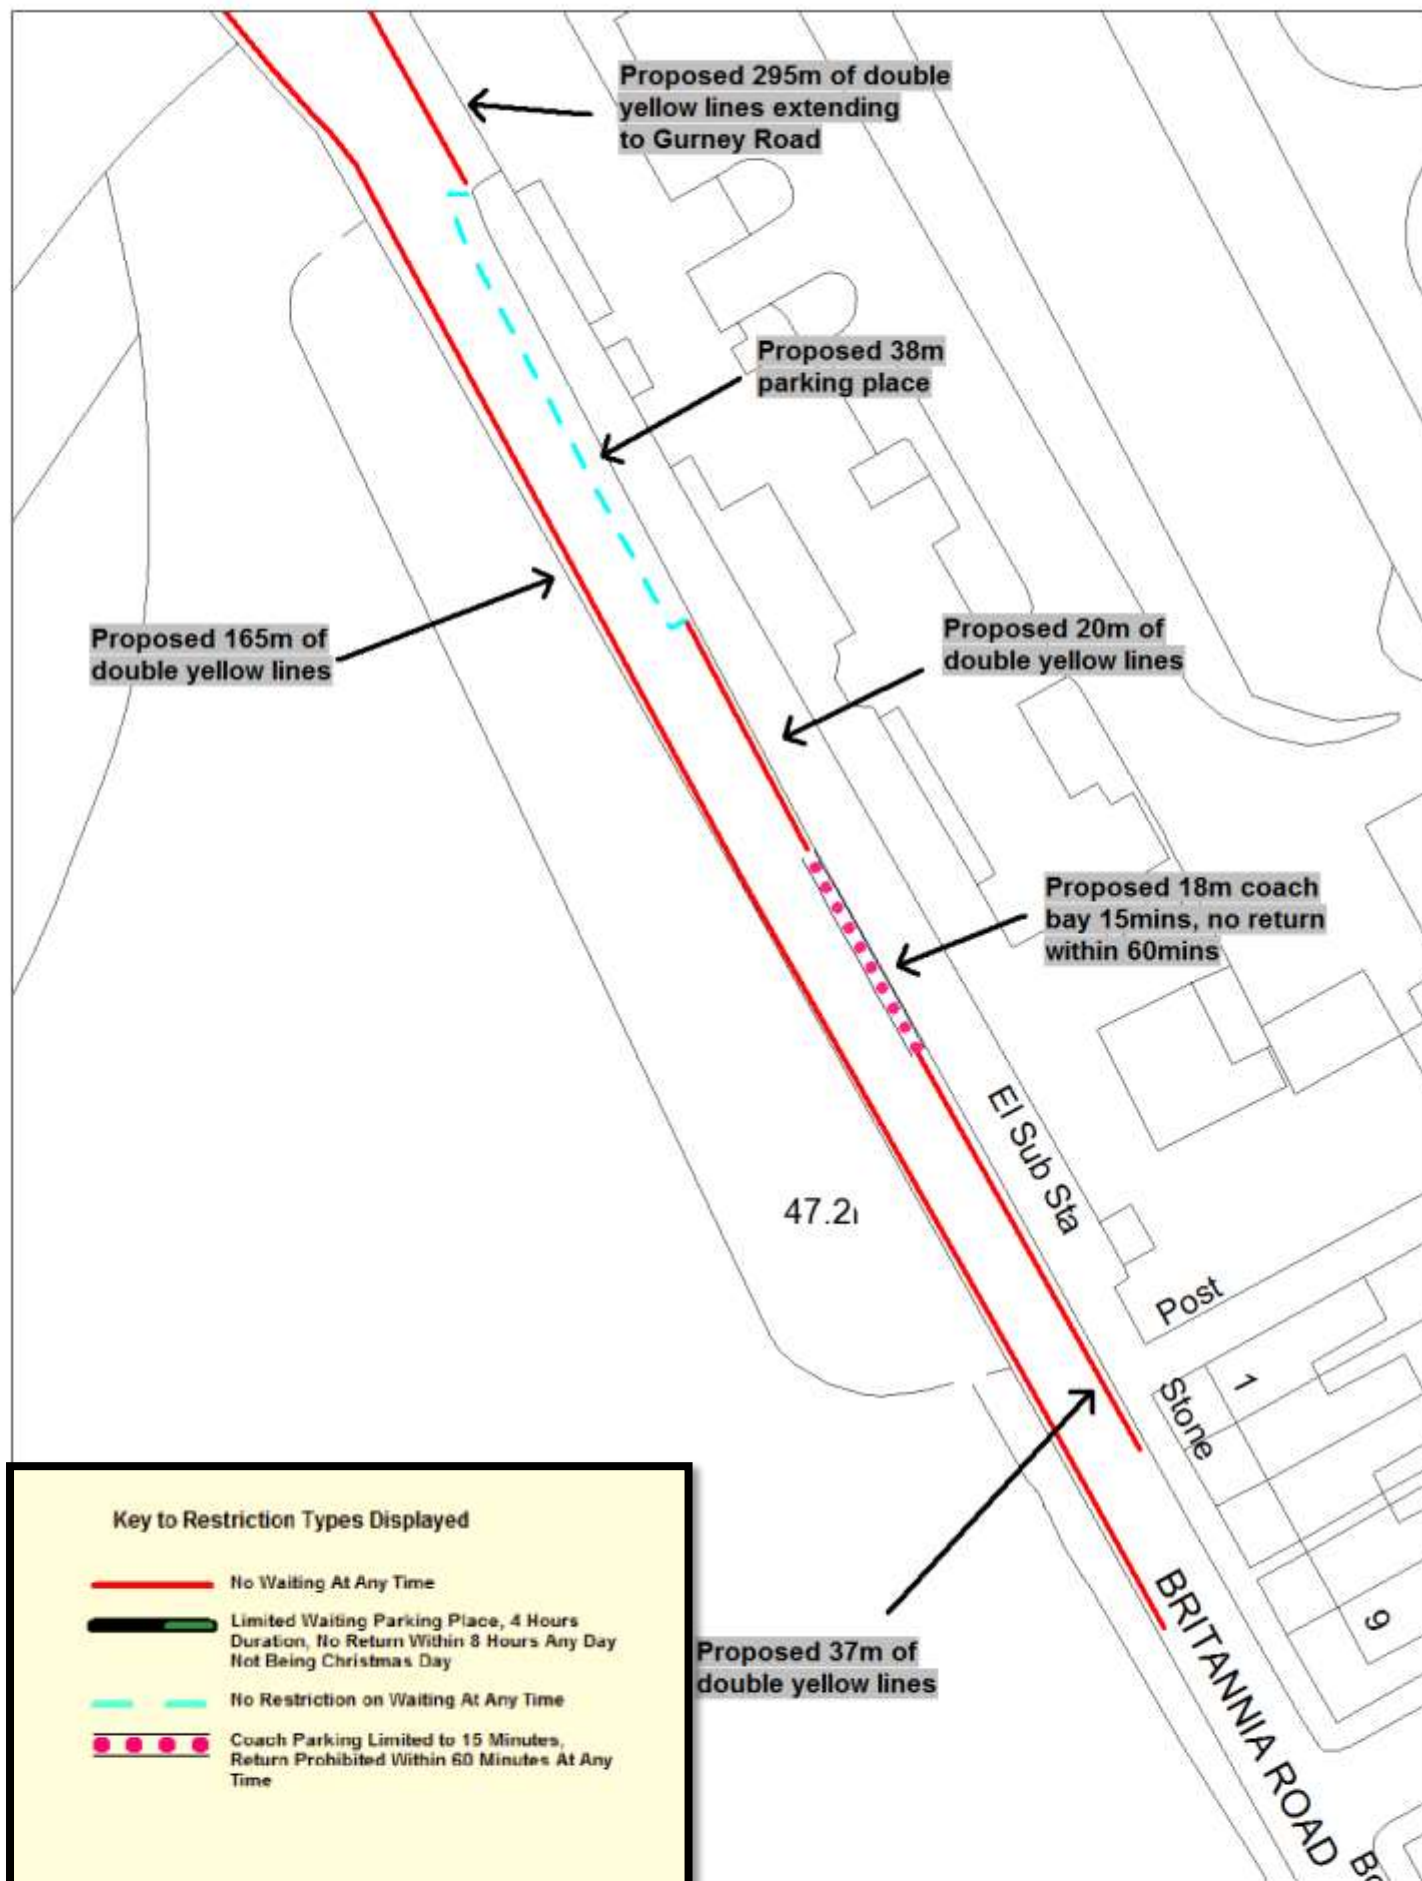 Proposed 295m of double
yellow lines extending
to Gurney Road
Proposed 38m
parking place
Proposed 165m of
double yellow lines
Proposed 20m of
double yellow lines
Proposed 18m coach
bay 15mins, no return
within 60mins
El Sub Sta
47.2
Post
Stone
1
9
BRITANNIA ROAD
Proposed 37m of
double yellow lines
Key to Restriction Types Displayed
No Waiting At Any Time
Limited Waiting Parking Place, 4 Hours
Duration, No Return Within 8 Hours Any Day
Not Being Christmas Day
No Restriction on Waiting At Any Time
Coach Parking Limited to 15 Minutes,
Return Prohibited Within 60 Minutes At Any
Time